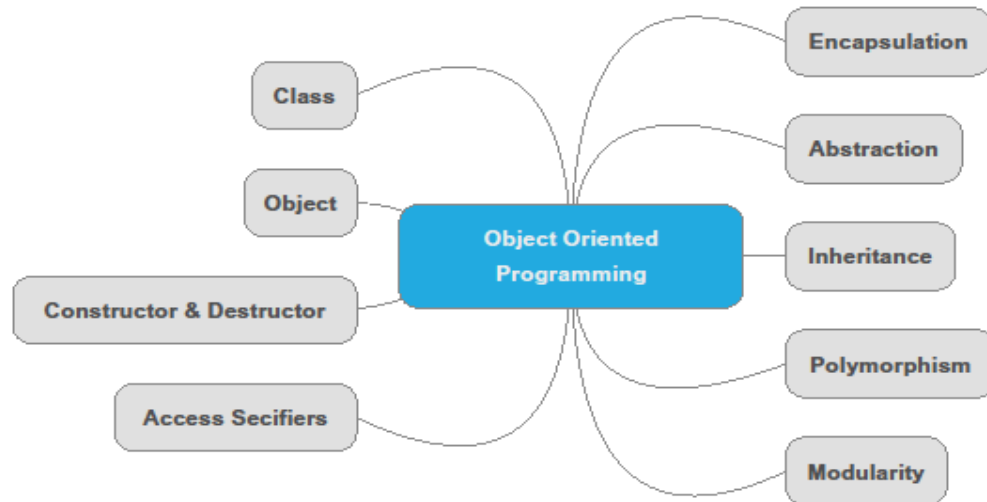 Encapsulation
Class
Abstraction
Object
Object Oriented
Programming
Inheritance
Constructor & Destructor
Polymorphism
Access Secifiers
Modularity